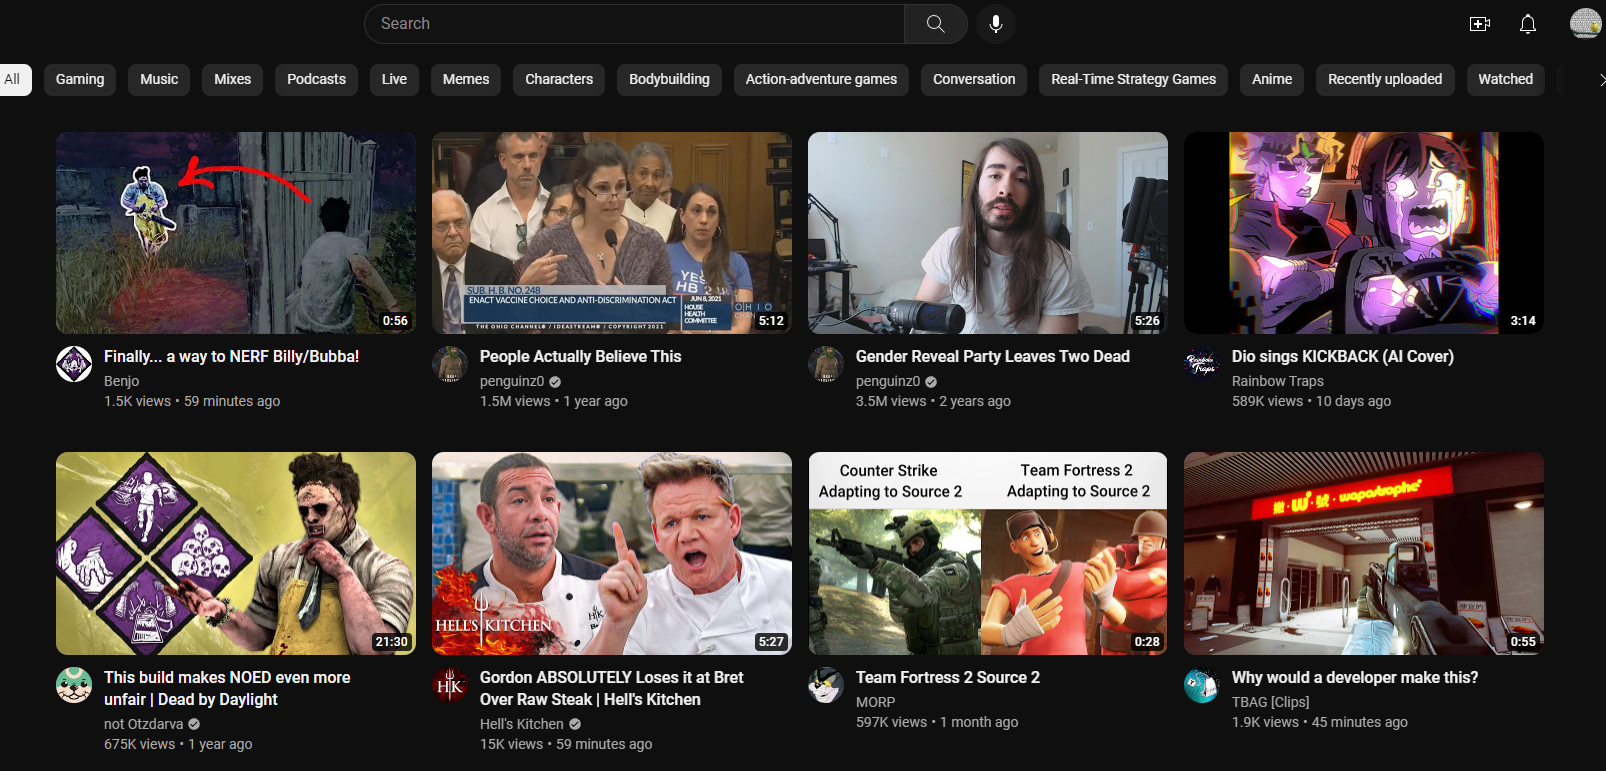 Search
All
Gaming
Music
Mixes
Podcasts
Live
Memes
Characters
Bodybuilding
Action-adventure games
Conversation
Real-Time Strategy Games
Anime
Recently uploaded
Watched
0:56
Finally... a way to NERF Billy/Bubba!
Benjo
1.5K views • 59 minutes ago
YES
HB 248
SUB. H.B. NO. 248
ENACT VACCINE CHOICE AND ANTI-DISCRIMINATION ACT
JUN 8, 2021
HOUSE
HEALTH
COMMITTEE
OHIO
CHAN
THE OHIO CHANNEL® / IDEASTREAM® / COPYRIGHT 2021
5:12
People Actually Believe This
penguinz0
1.5M views • 1 year ago
5:26
Gender Reveal Party Leaves Two Dead
penguinz0
3.5M views • 2 years ago
3:14
Rainbow
Traps
Dio sings KICKBACK (AI Cover)
Rainbow Traps
589K views • 10 days ago
21:30
This build makes NOED even more
unfair | Dead by Daylight
not Otzdarva
675K views • 1 year ago
HELL'S KITCHEN
HK
5:27
HK
Gordon ABSOLUTELY Loses it at Bret
Over Raw Steak | Hell's Kitchen
Hell's Kitchen
15K views • 59 minutes ago
Counter Strike
Adapting to Source 2
Team Fortress 2
Adapting to Source 2
0:28
Team Fortress 2 Source 2
MORP
597K views • 1 month ago
wapostrophe'
0:55
Why would a developer make this?
TBAG [Clips]
1.9K views • 45 minutes ago